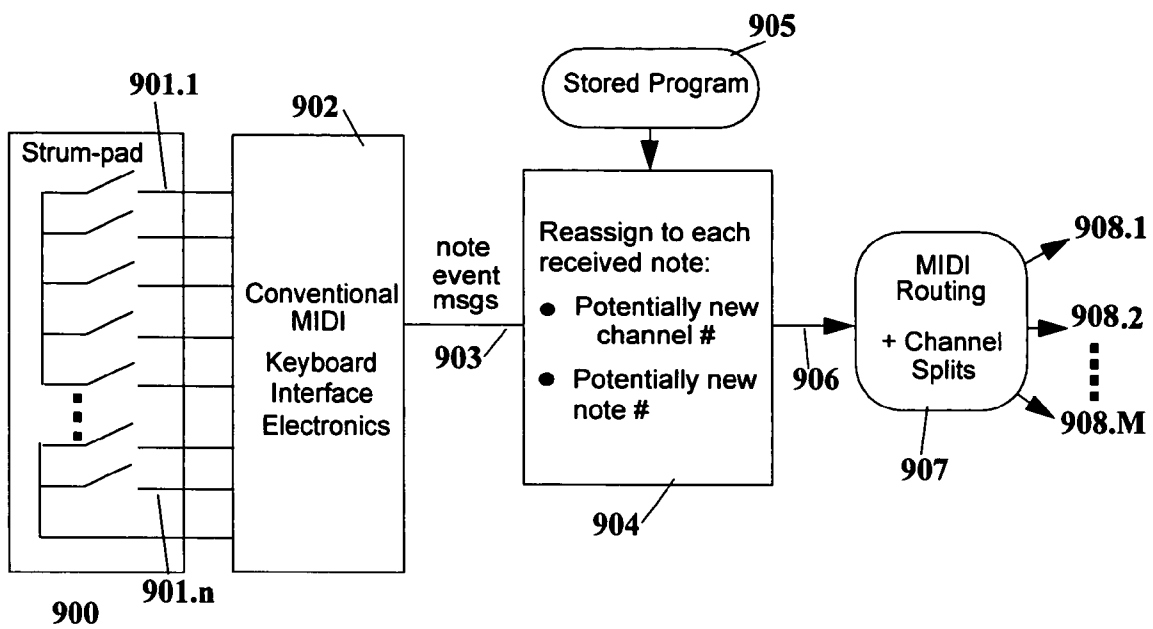 905
Stored Program
901.1
902
Strum-pad
note
event
msgs
903
Conventional
MIDI
Keyboard
Interface
Electronics
Reassign to each
received note:
● Potentially new
channel #
● Potentially new
note #
906
MIDI
Routing
+ Channel
Splits
908.1
908.2
908.M
907
904
901.n
900